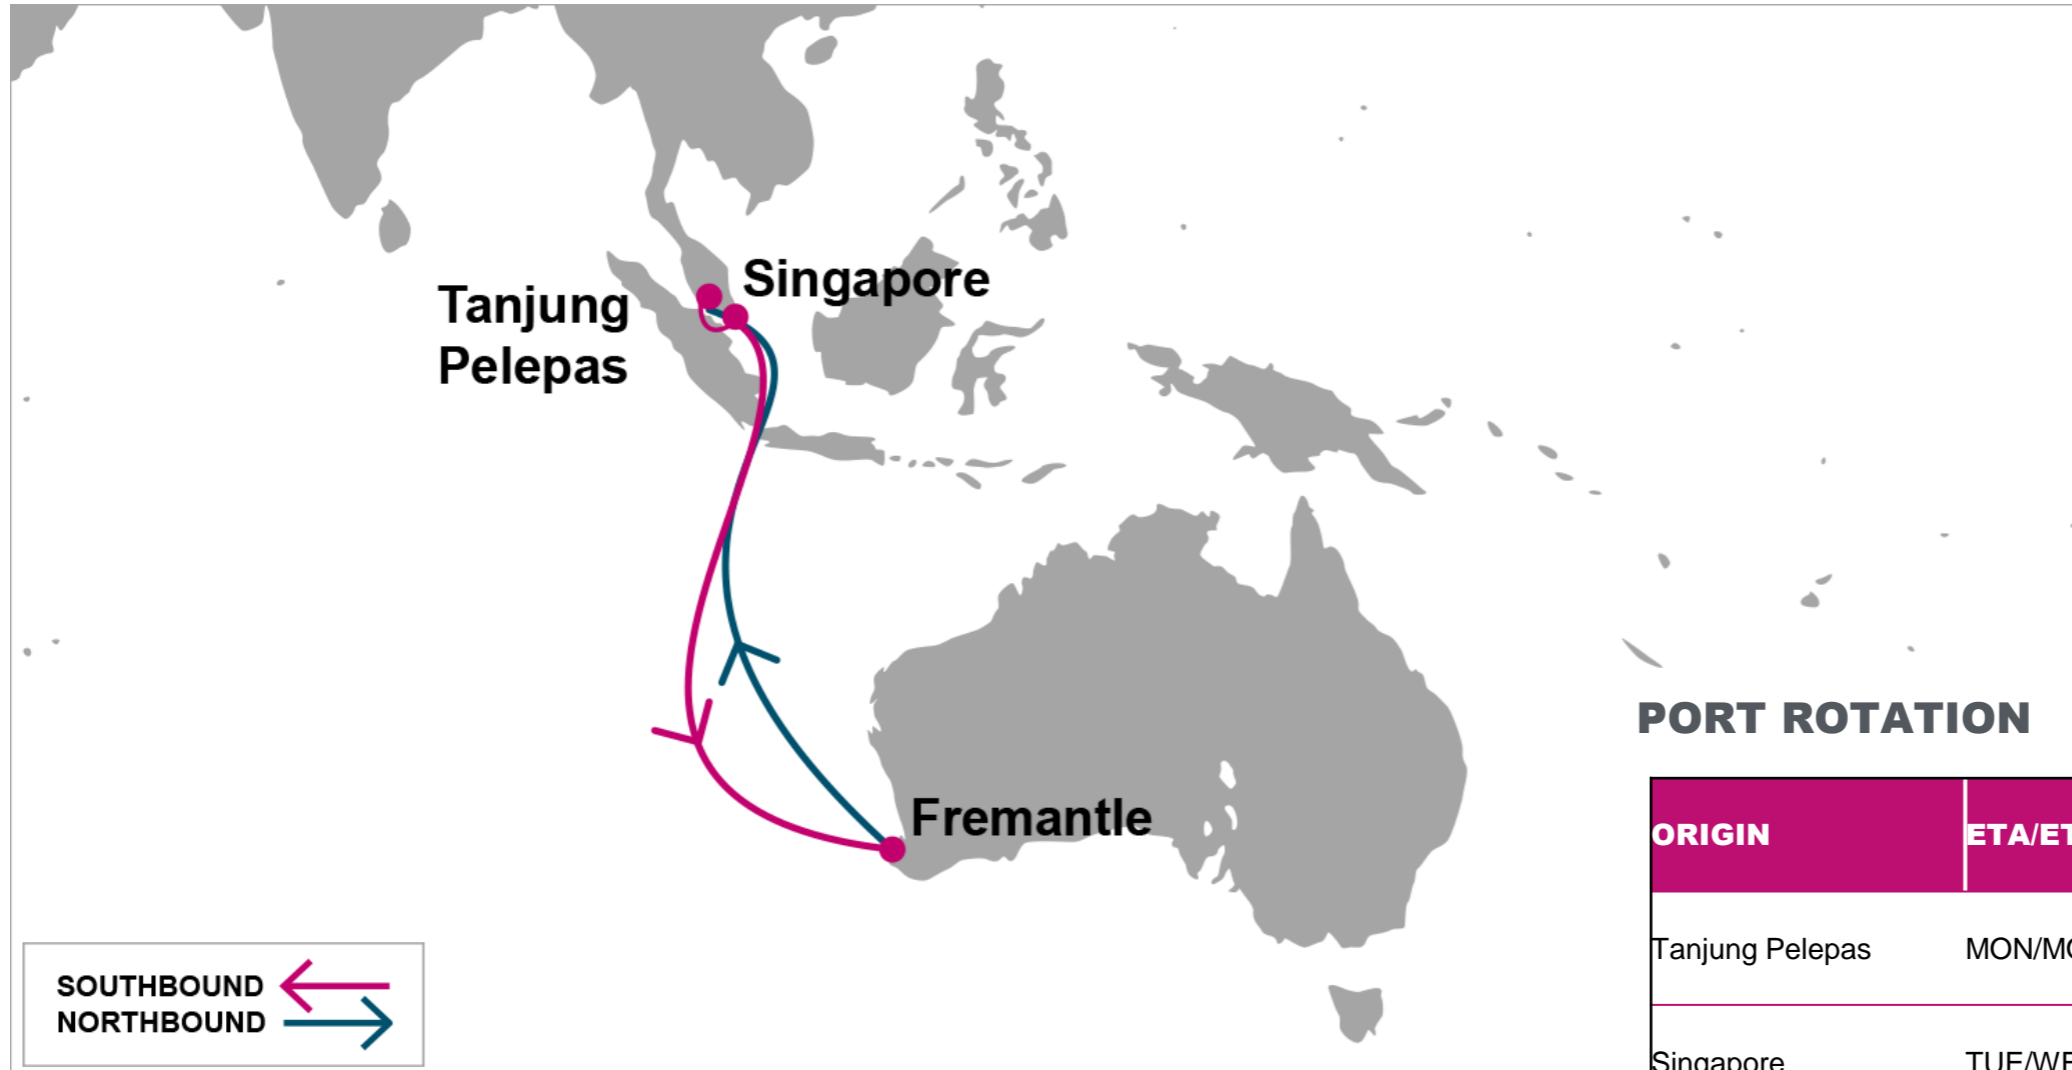 Singapore
Tanjung
Pelepas
Fremantle
PORT ROTATION
ORIGIN
Tanjung Pelepas
Singapore
SOUTHBOUND
NORTHBOUND